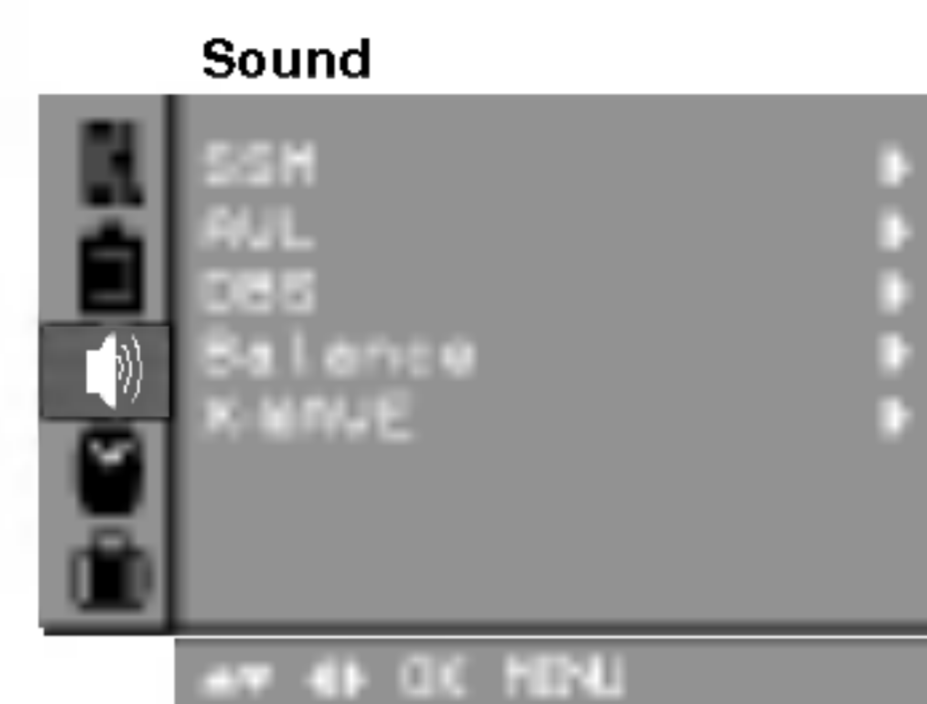 Sound
SSM
AVL
DBS
Balance
X-WAVE
▲▼ ◀▶ OK MENU